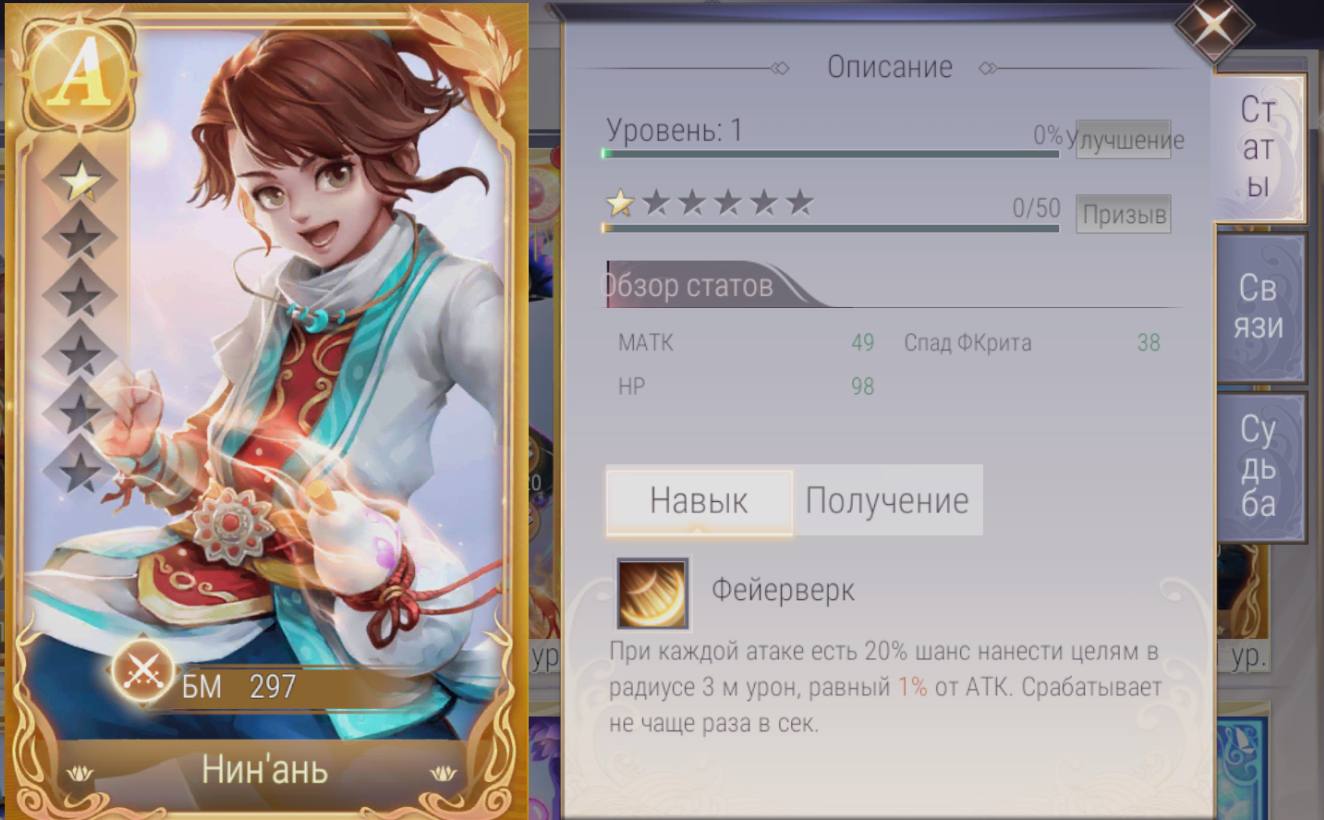 A
БМ 297
Нин'ань
Описание
Уровень: 1
0%
Улучшение
0/50
Призыв
Обзор статов
МАТК 49 Спад ФКрита 38
HP 98
Навык
Получение
Фейерверк
При каждой атаке есть 20% шанс нанести целям в
радиусе 3 м урон, равный 1% от АТК. Срабатывает
не чаще раза в сек.
Ст
ат
ы
Св
язи
Су
дь
ба
ур
ур.